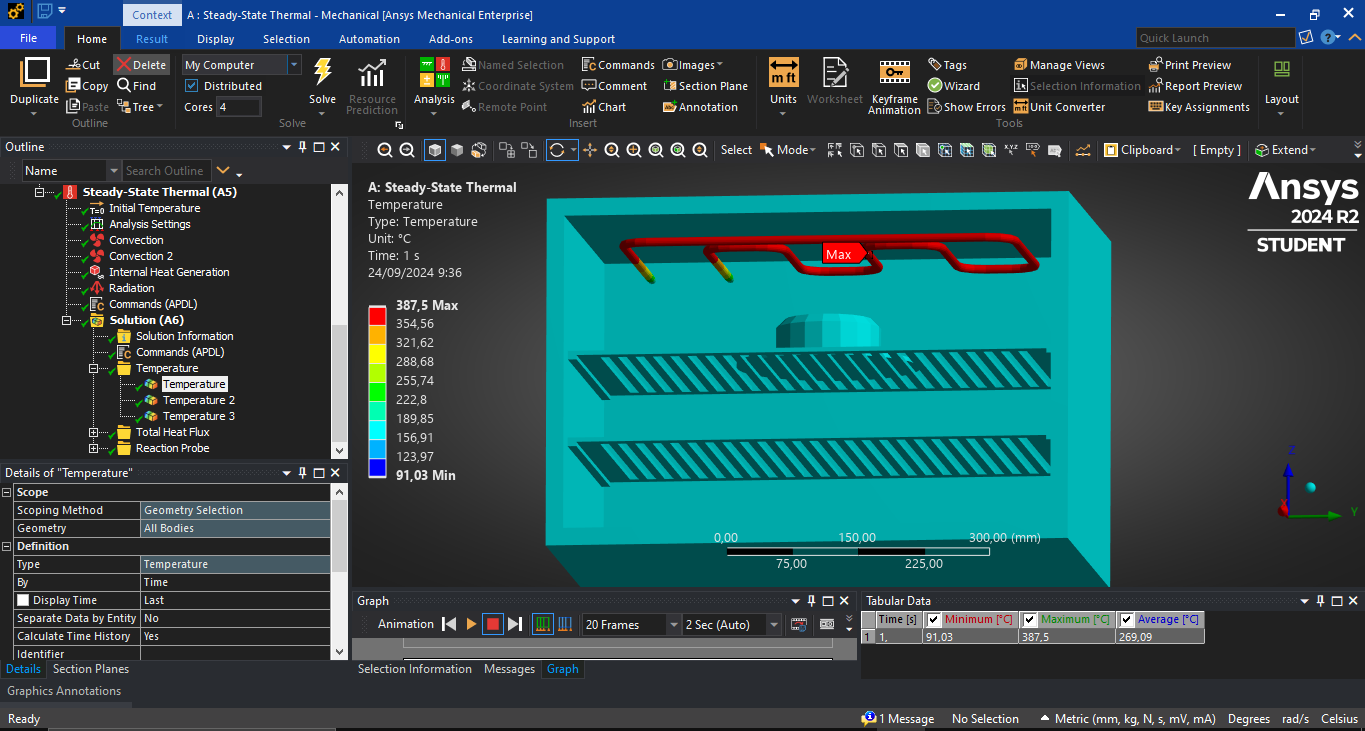 Context
A : Steady-State Thermal - Mechanical [Ansys Mechanical Enterprise]
File
Home
Result
Display
Selection
Automation
Add-ons
Learning and Support
Quick Launch
Duplicate
Cut
Delete
Copy
Find
Paste
Tree
Outline
My Computer
Distributed
Cores 4
Solve
Resource Prediction
Solve
Analysis
Named Selection
Coordinate System
Remote Point
Commands
Comment
Chart
Images
Section Plane
Annotation
Insert
Units
Worksheet
Keyframe Animation
Tags
Wizard
Show Errors
Manage Views
Selection Information
Unit Converter
Print Preview
Report Preview
Key Assignments
Tools
Layout
Outline
Select
Mode
Clipboard
[ Empty ]
Extend
Name
Search Outline
Steady-State Thermal (A5)
Initial Temperature
Analysis Settings
Convection
Convection 2
Internal Heat Generation
Radiation
Commands (APDL)
Solution (A6)
Solution Information
Commands (APDL)
Temperature
Temperature
Temperature 2
Temperature 3
Total Heat Flux
Reaction Probe
Details of "Temperature"
Scope
Scoping Method Geometry Selection
Geometry All Bodies
Definition
Type Temperature
By Time
Display Time Last
Separate Data by Entity No
Calculate Time History Yes
Identifier
Details
Section Planes
Graphics Annotations
A: Steady-State Thermal
Temperature
Type: Temperature
Unit: °C
Time: 1 s
24/09/2024 9:36
387,5 Max
354,56
321,62
288,68
255,74
222,8
189,85
156,91
123,97
91,03 Min
Max
Ansys
2024 R2
STUDENT
0,00
150,00
300,00 (mm)
75,00
225,00
Z
X
Y
Graph
Animation
20 Frames
2 Sec (Auto)
Selection Information
Messages
Graph
Tabular Data
Time [s] Minimum [°C] Maximum [°C] Average [°C]
1 1, 91,03 387,5 269,09
Ready
1 Message
No Selection
Metric (mm, kg, N, s, mV, mA)
Degrees
rad/s
Celsius